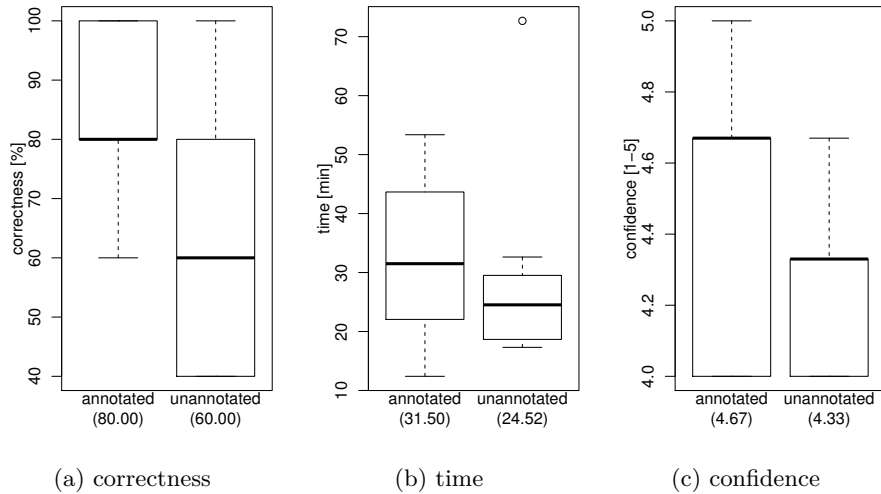 correctness [%]
100
90
80
70
60
50
40
annotated
(80.00)
unannotated
(60.00)
(a) correctness
time [min]
70
60
50
40
30
20
10
annotated
(31.50)
unannotated
(24.52)
(b) time
confidence [1−5]
5.0
4.8
4.6
4.4
4.2
4.0
annotated
(4.67)
unannotated
(4.33)
(c) confidence